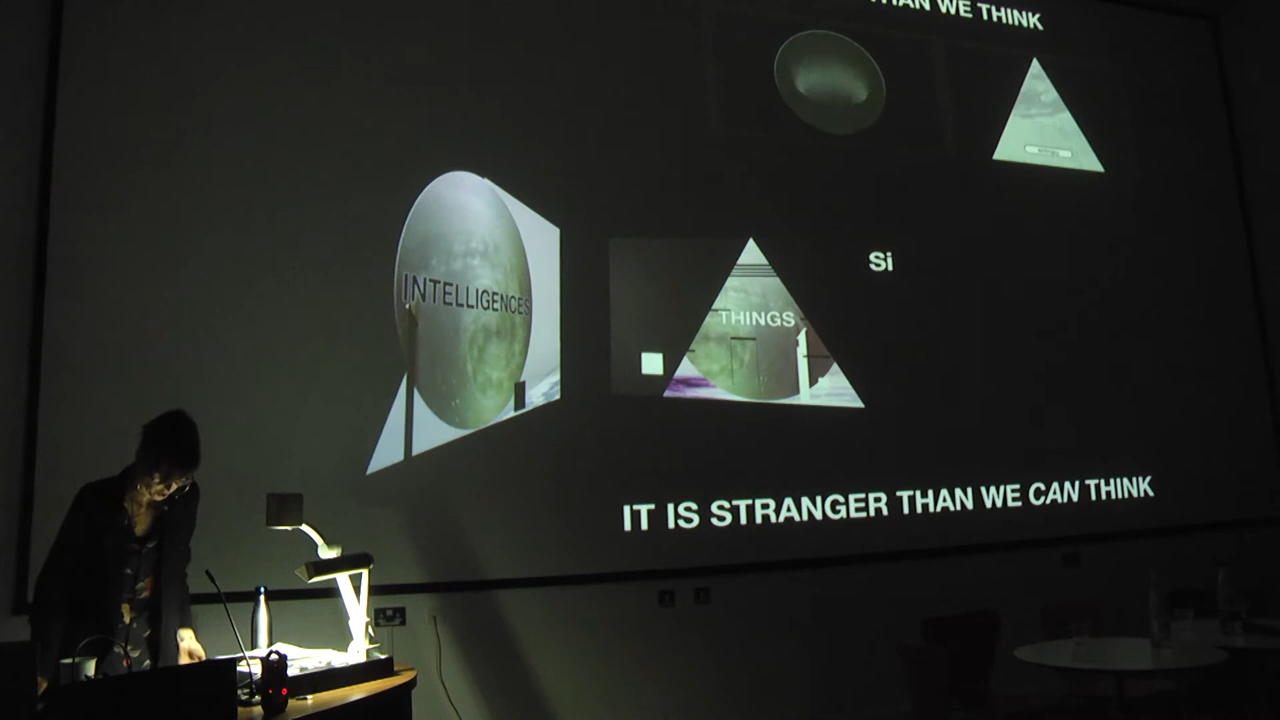 THAN WE THINK
INTELLIGENCES
THINGS
Si
IT IS STRANGER THAN WE CAN THINK